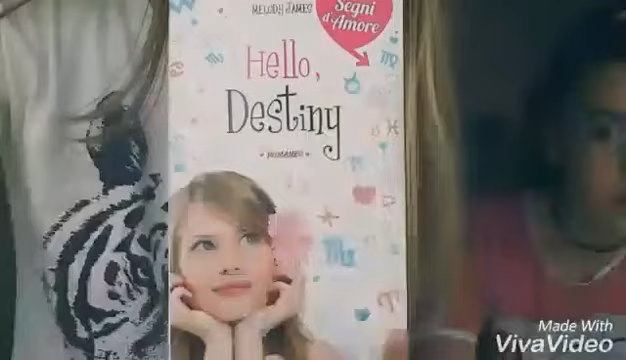 MELODY JAMES
Segni
d'Amore
Hello,
Destiny
Made With
VivaVideo